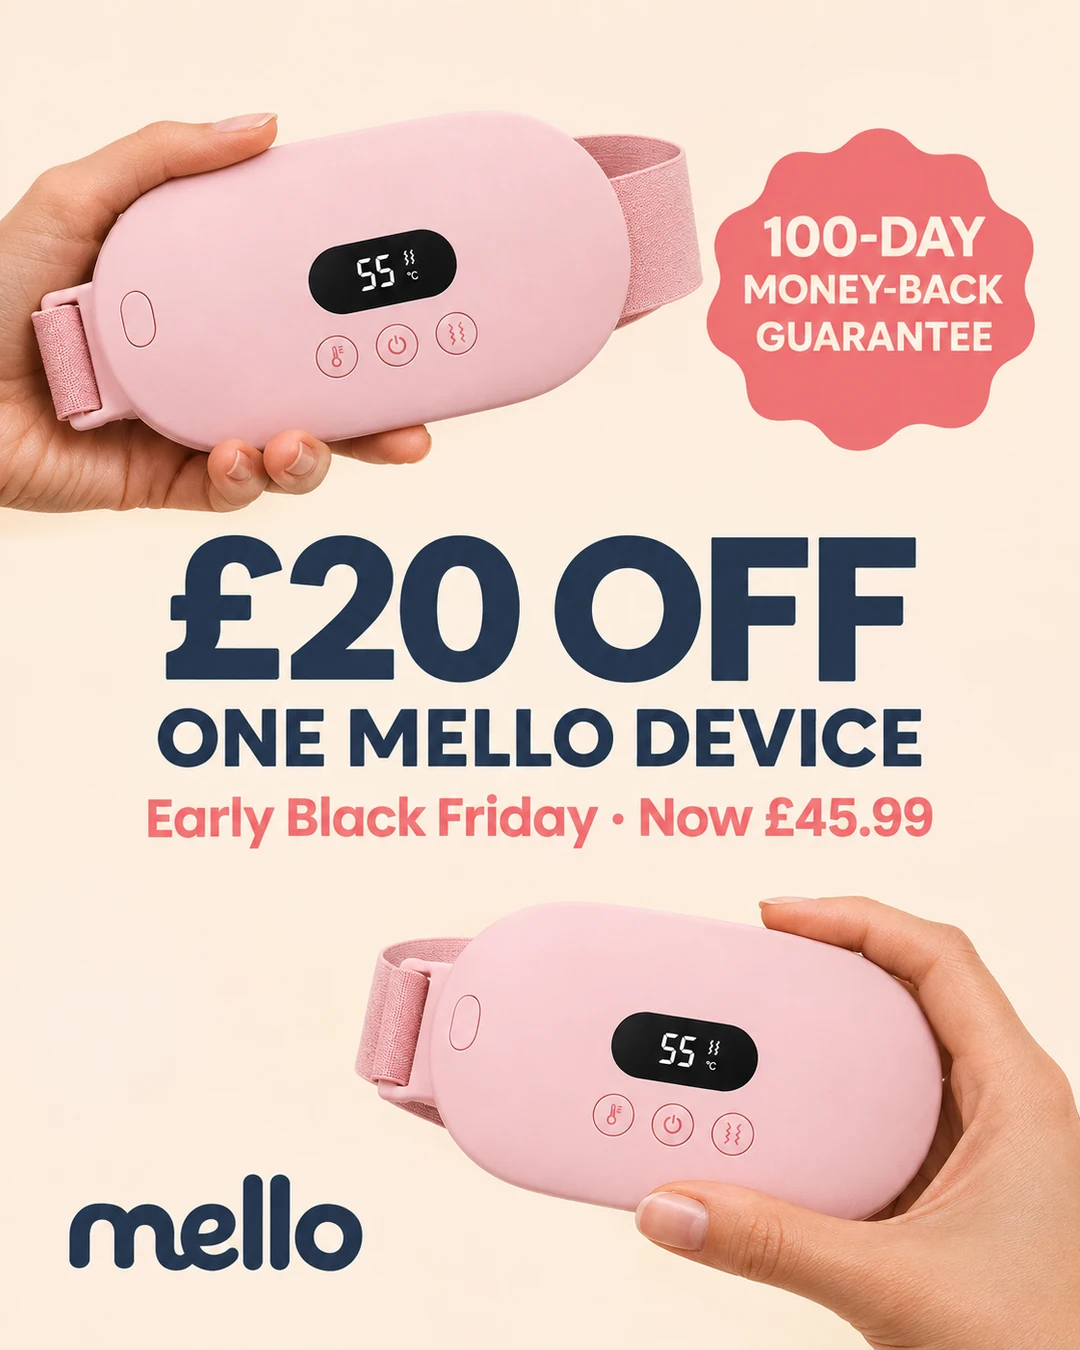 55
°C
100-DAY
MONEY-BACK
GUARANTEE
£20 OFF
ONE MELLO DEVICE
Early Black Friday • Now £45.99
55
°C
mello